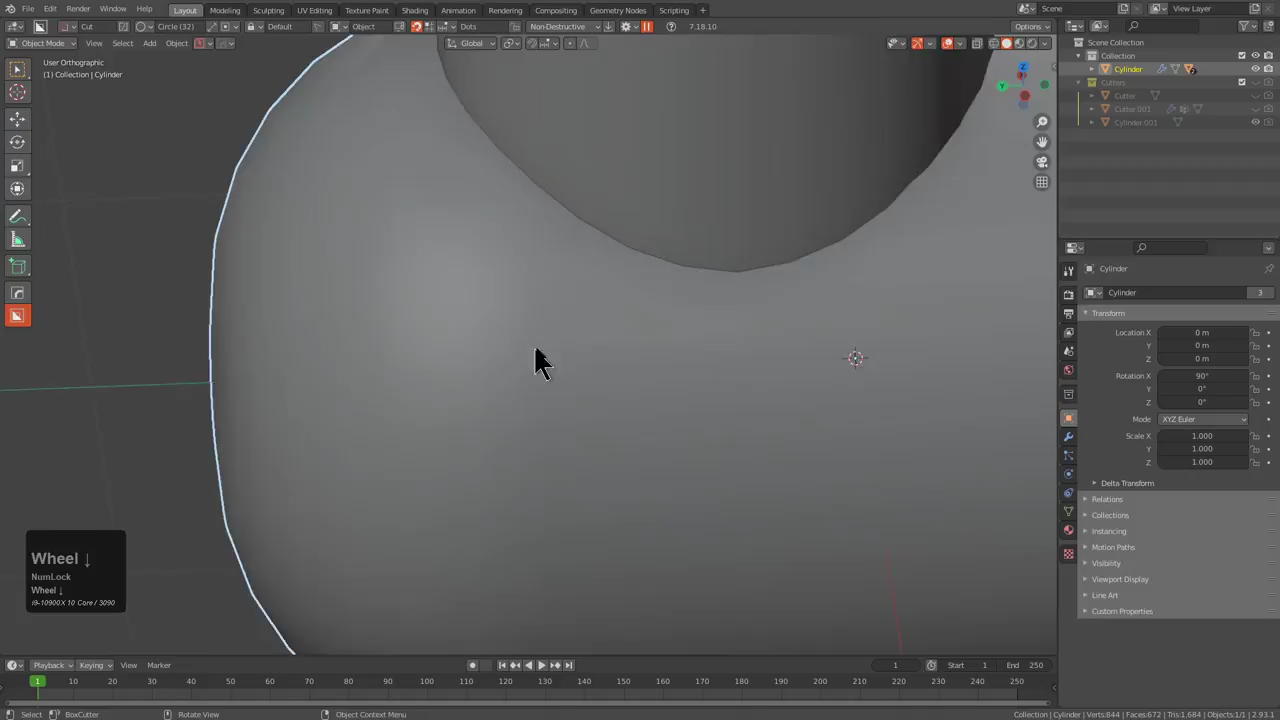 File Edit Render Window Help
Layout Modeling Sculpting UV Editing Texture Paint Shading Animation Rendering Compositing Geometry Nodes Scripting +
Scene
View Layer
Cut Circle (32) Default Object Dots Non-Destructive 7.18.10
Options
Object Mode View Select Add Object
Global
User Orthographic
(1) Collection | Cylinder
Z
Y
Scene Collection
Collection
Cylinder
2
Cutters
Cutter
Cutter.001
Cylinder.001
Cylinder
Cylinder 3
Transform
Location X 0 m
Y 0 m
Z 0 m
Rotation X 90°
Y 0°
Z 0°
Mode XYZ Euler
Scale X 1.000
Y 1.000
Z 1.000
Delta Transform
Relations
Collections
Instancing
Motion Paths
Visibility
Viewport Display
Line Art
Custom Properties
Wheel ↓
NumLock
Wheel ↓
i9-10900X 10 Core / 3090
Playback Keying View Marker
1 Start 1 End 250
1 10 20 30 40 50 60 70 80 90 100 110 120 130 140 150 160 170 180 190 200 210 220 230 240 250
Select BoxCutter Rotate View Object Context Menu
Collection | Cylinder | Verts:844 | Faces:672 | Tris:1,684 | Objects:1/1 | 2.93.1